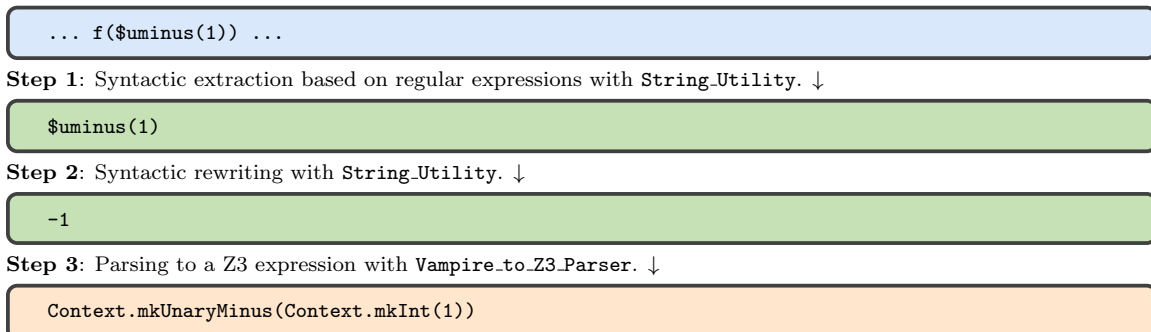 ... f($uminus(1)) ...
Step 1: Syntactic extraction based on regular expressions with String_Utility. ↓
$uminus(1)
Step 2: Syntactic rewriting with String_Utility. ↓
-1
Step 3: Parsing to a Z3 expression with Vampire_to_Z3_Parser. ↓
Context.mkUnaryMinus(Context.mkInt(1))